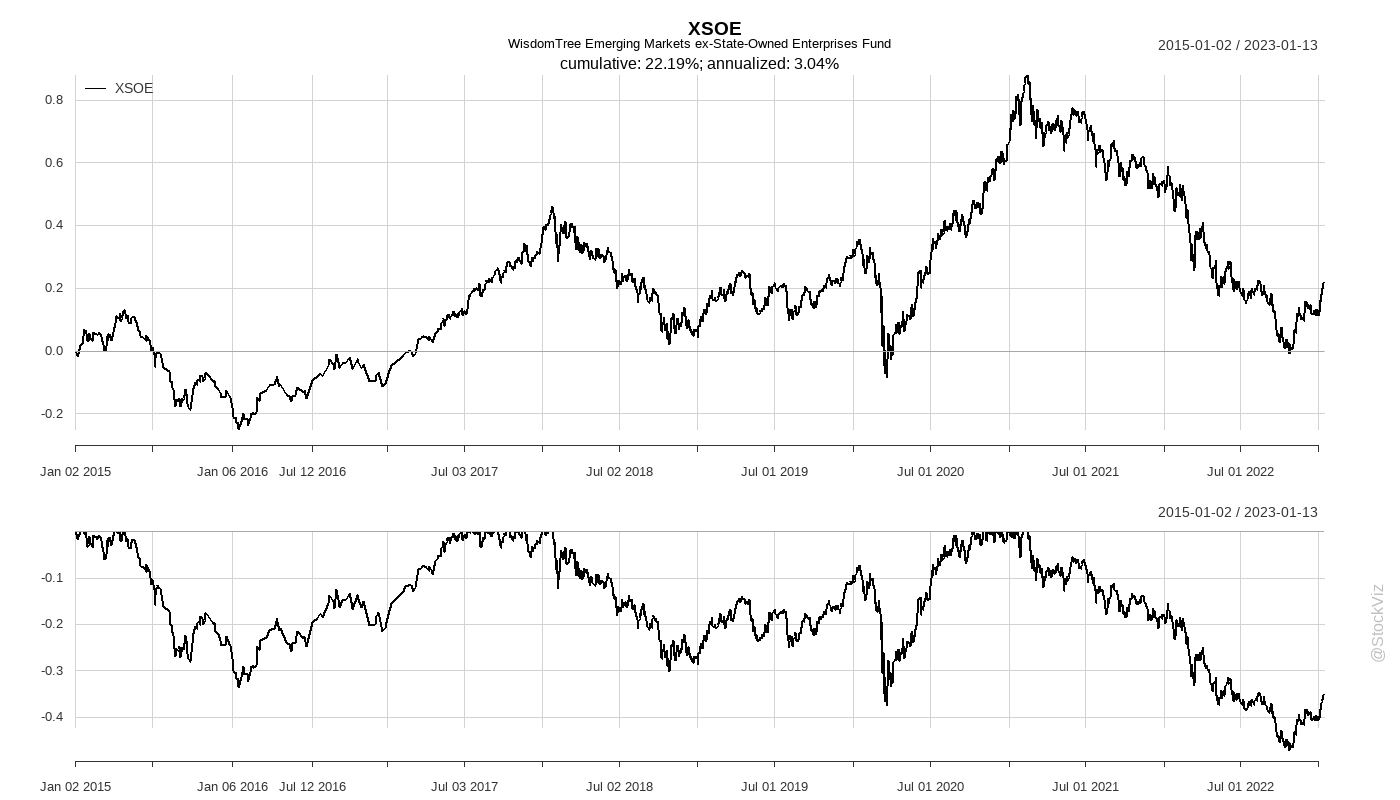 XSOE
WisdomTree Emerging Markets ex-State-Owned Enterprises Fund
cumulative: 22.19%; annualized: 3.04%
2015-01-02 / 2023-01-13
XSOE
0.8
0.6
0.4
0.2
0.0
-0.2
Jan 02 2015 Jan 06 2016 Jul 12 2016 Jul 03 2017 Jul 02 2018 Jul 01 2019 Jul 01 2020 Jul 01 2021 Jul 01 2022
2015-01-02 / 2023-01-13
-0.1
-0.2
-0.3
-0.4
Jan 02 2015 Jan 06 2016 Jul 12 2016 Jul 03 2017 Jul 02 2018 Jul 01 2019 Jul 01 2020 Jul 01 2021 Jul 01 2022
@StockViz